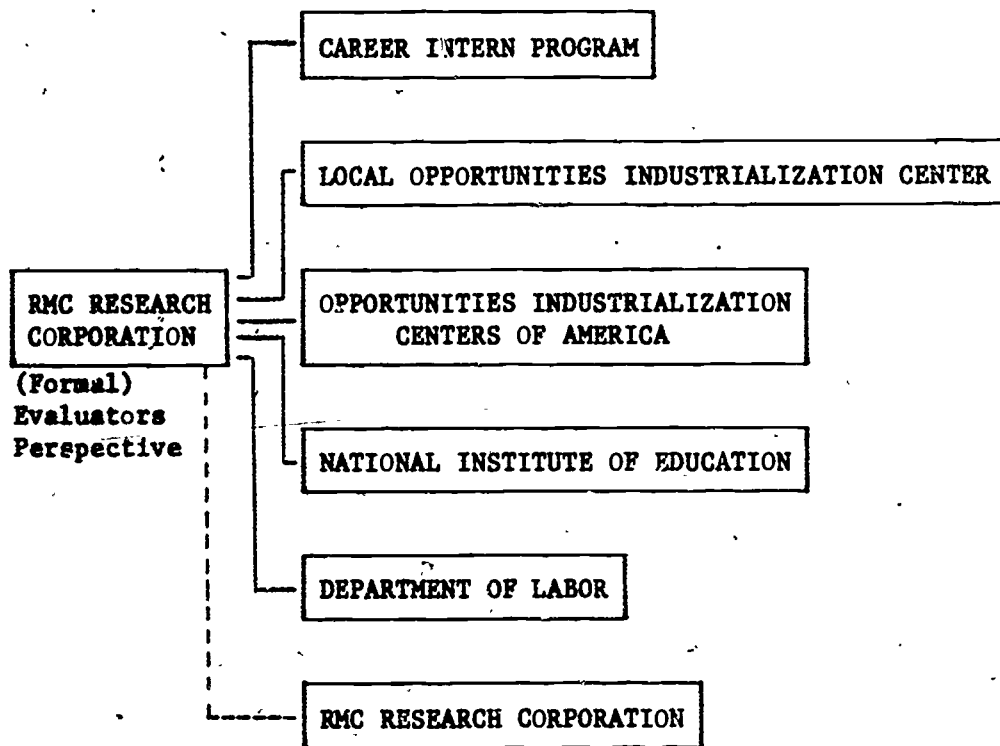 CAREER INTERN PROGRAM
LOCAL OPPORTUNITIES INDUSTRIALIZATION CENTER
RMC RESEARCH
CORPORATION
(Formal)
Evaluators
Perspective
OPPORTUNITIES INDUSTRIALIZATION
CENTERS OF AMERICA
NATIONAL INSTITUTE OF EDUCATION
DEPARTMENT OF LABOR
RMC RESEARCH CORPORATION